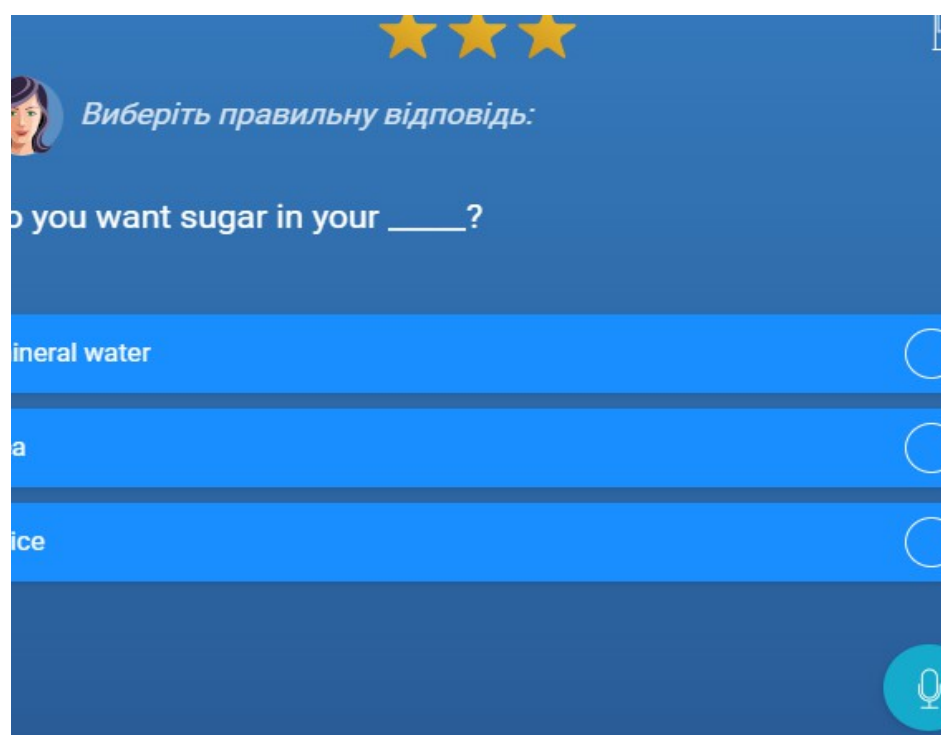 Виберіть правильну відповідь:
o you want sugar in your _____?
ineral water
a
ice